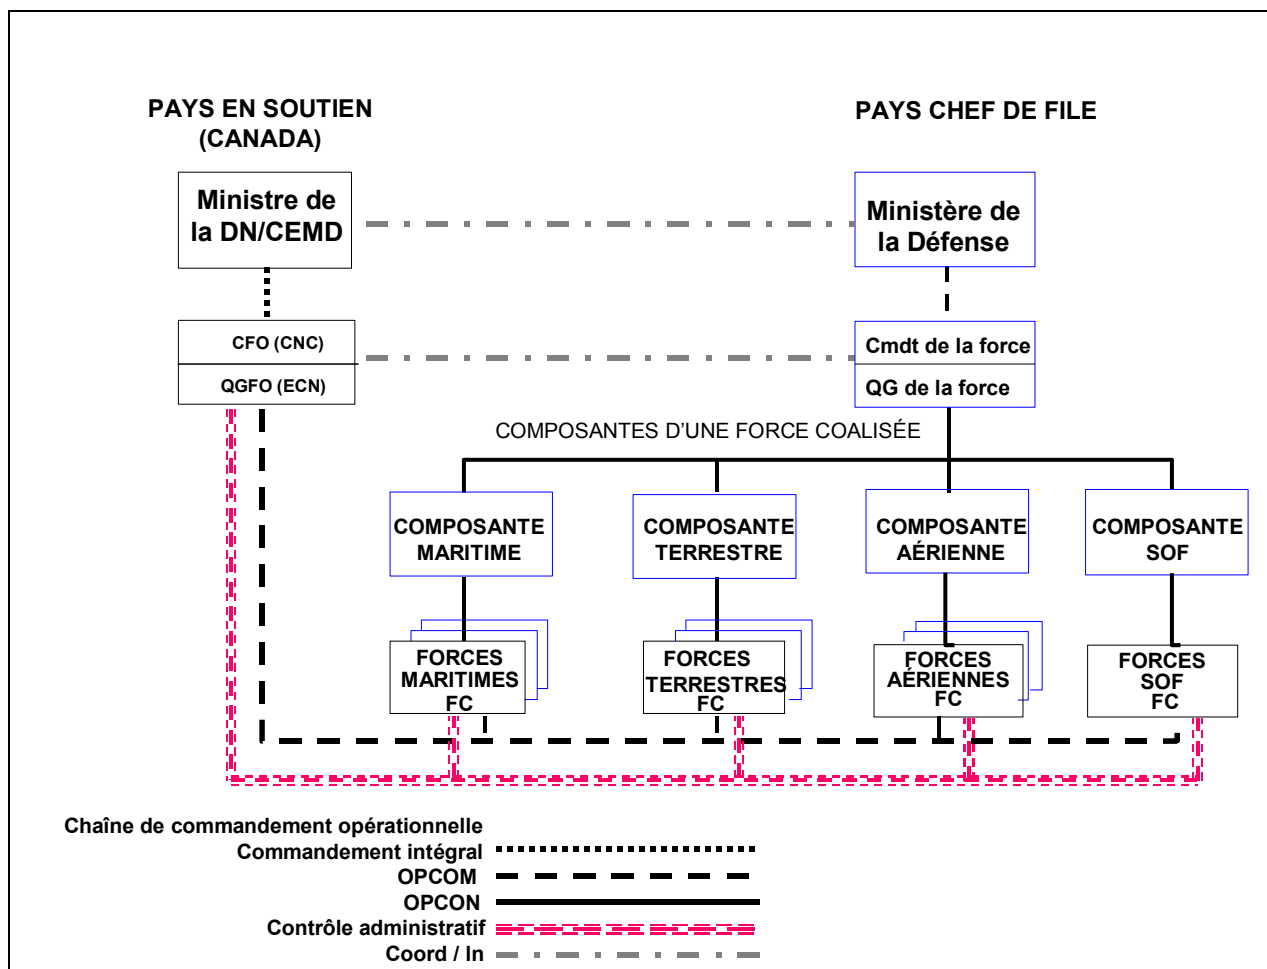 PAYS EN SOUTIEN
(CANADA)
PAYS CHEF DE FILE
Ministre de
la DN/CEMD
Ministère de
la Défense
CFO (CNC)
QGFO (ECN)
Cmdt de la force
QG de la force
COMPOSANTES D'UNE FORCE COALISÉE
COMPOSANTE
MARITIME
COMPOSANTE
TERRESTRE
COMPOSANTE
AÉRIENNE
COMPOSANTE
SOF
FORCES
MARITIMES
FC
FORCES
TERRESTRES
FC
FORCES
AÉRIENNES
FC
FORCES
SOF
FC
Chaîne de commandement opérationnelle
Commandement intégral
OPCOM
OPCON
Contrôle administratif
Coord / ln